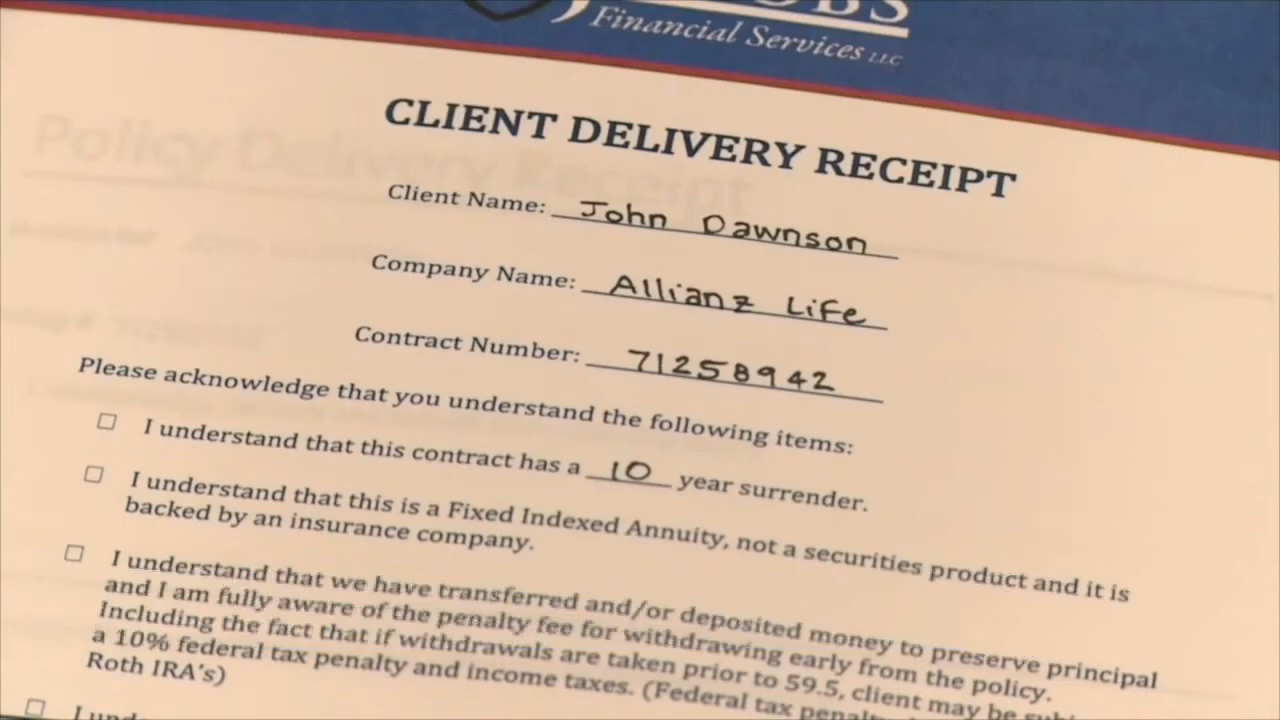 Financial Services LLC
CLIENT DELIVERY RECEIPT
Client Name: John Dawnson
Company Name: Allianz Life
Contract Number: 71258942
Please acknowledge that you understand the following items:
☐ I understand that this contract has a 10 year surrender.
☐ I understand that this is a Fixed Indexed Annuity, not a securities product and it is
backed by an insurance company.
☐ I understand that we have transferred and/or deposited money to preserve principal
and I am fully aware of the penalty fee for withdrawing early from the policy.
Including the fact that if withdrawals are taken prior to 59.5, client may be
a 10% federal tax penalty and income taxes. (Federal tax
Roth IRA's)
☐ I
Policy Delivery Receipt